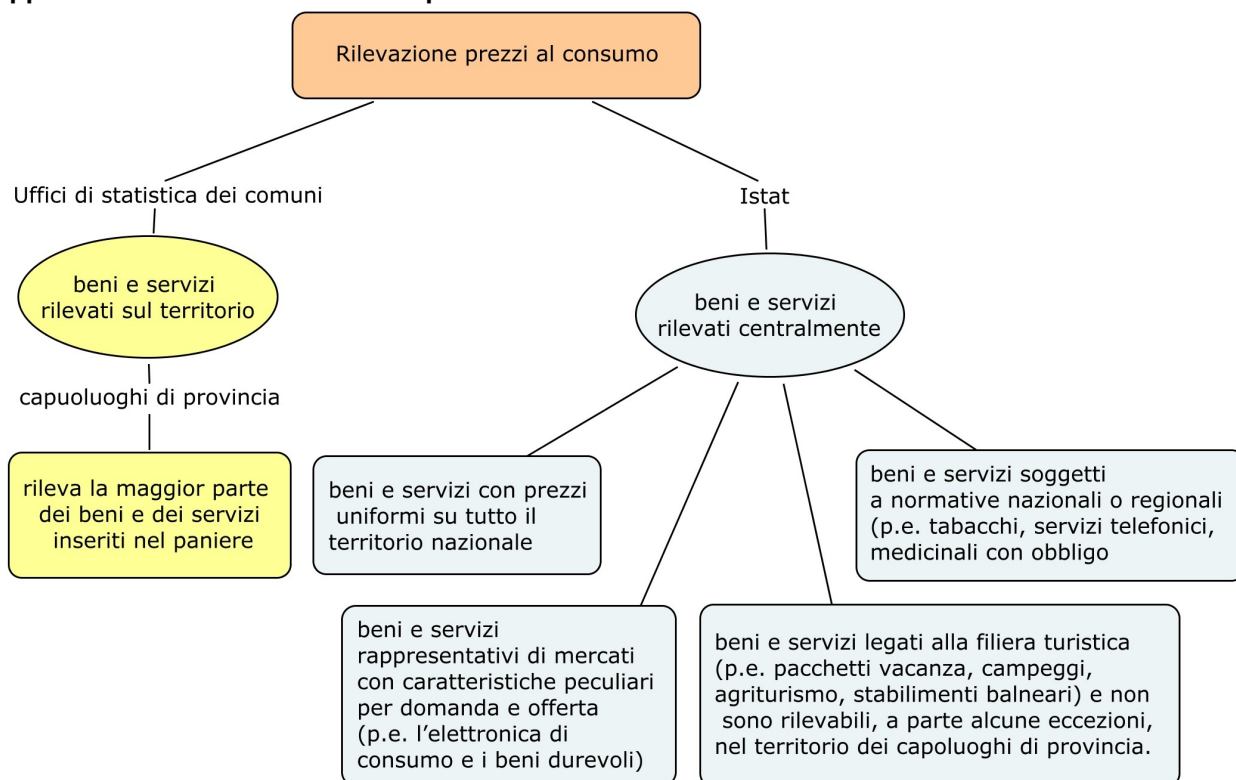 Rilevazione prezzi al consumo
Uffici di statistica dei comuni
Istat
beni e servizi
rilevati sul territorio
beni e servizi
rilevati centralmente
capuoluoghi di provincia
rileva la maggior parte
dei beni e dei servizi
inseriti nel paniere
beni e servizi con prezzi
uniformi su tutto il
territorio nazionale
beni e servizi soggetti
a normative nazionali o regionali
(p.e. tabacchi, servizi telefonici,
medicinali con obbligo
beni e servizi
rappresentativi di mercati
con caratteristiche peculiari
per domanda e offerta
(p.e. l'elettronica di
consumo e i beni durevoli)
beni e servizi legati alla filiera turistica
(p.e. pacchetti vacanza, campeggi,
agriturismo, stabilimenti balneari) e non
sono rilevabili, a parte alcune eccezioni,
nel territorio dei capoluoghi di provincia.